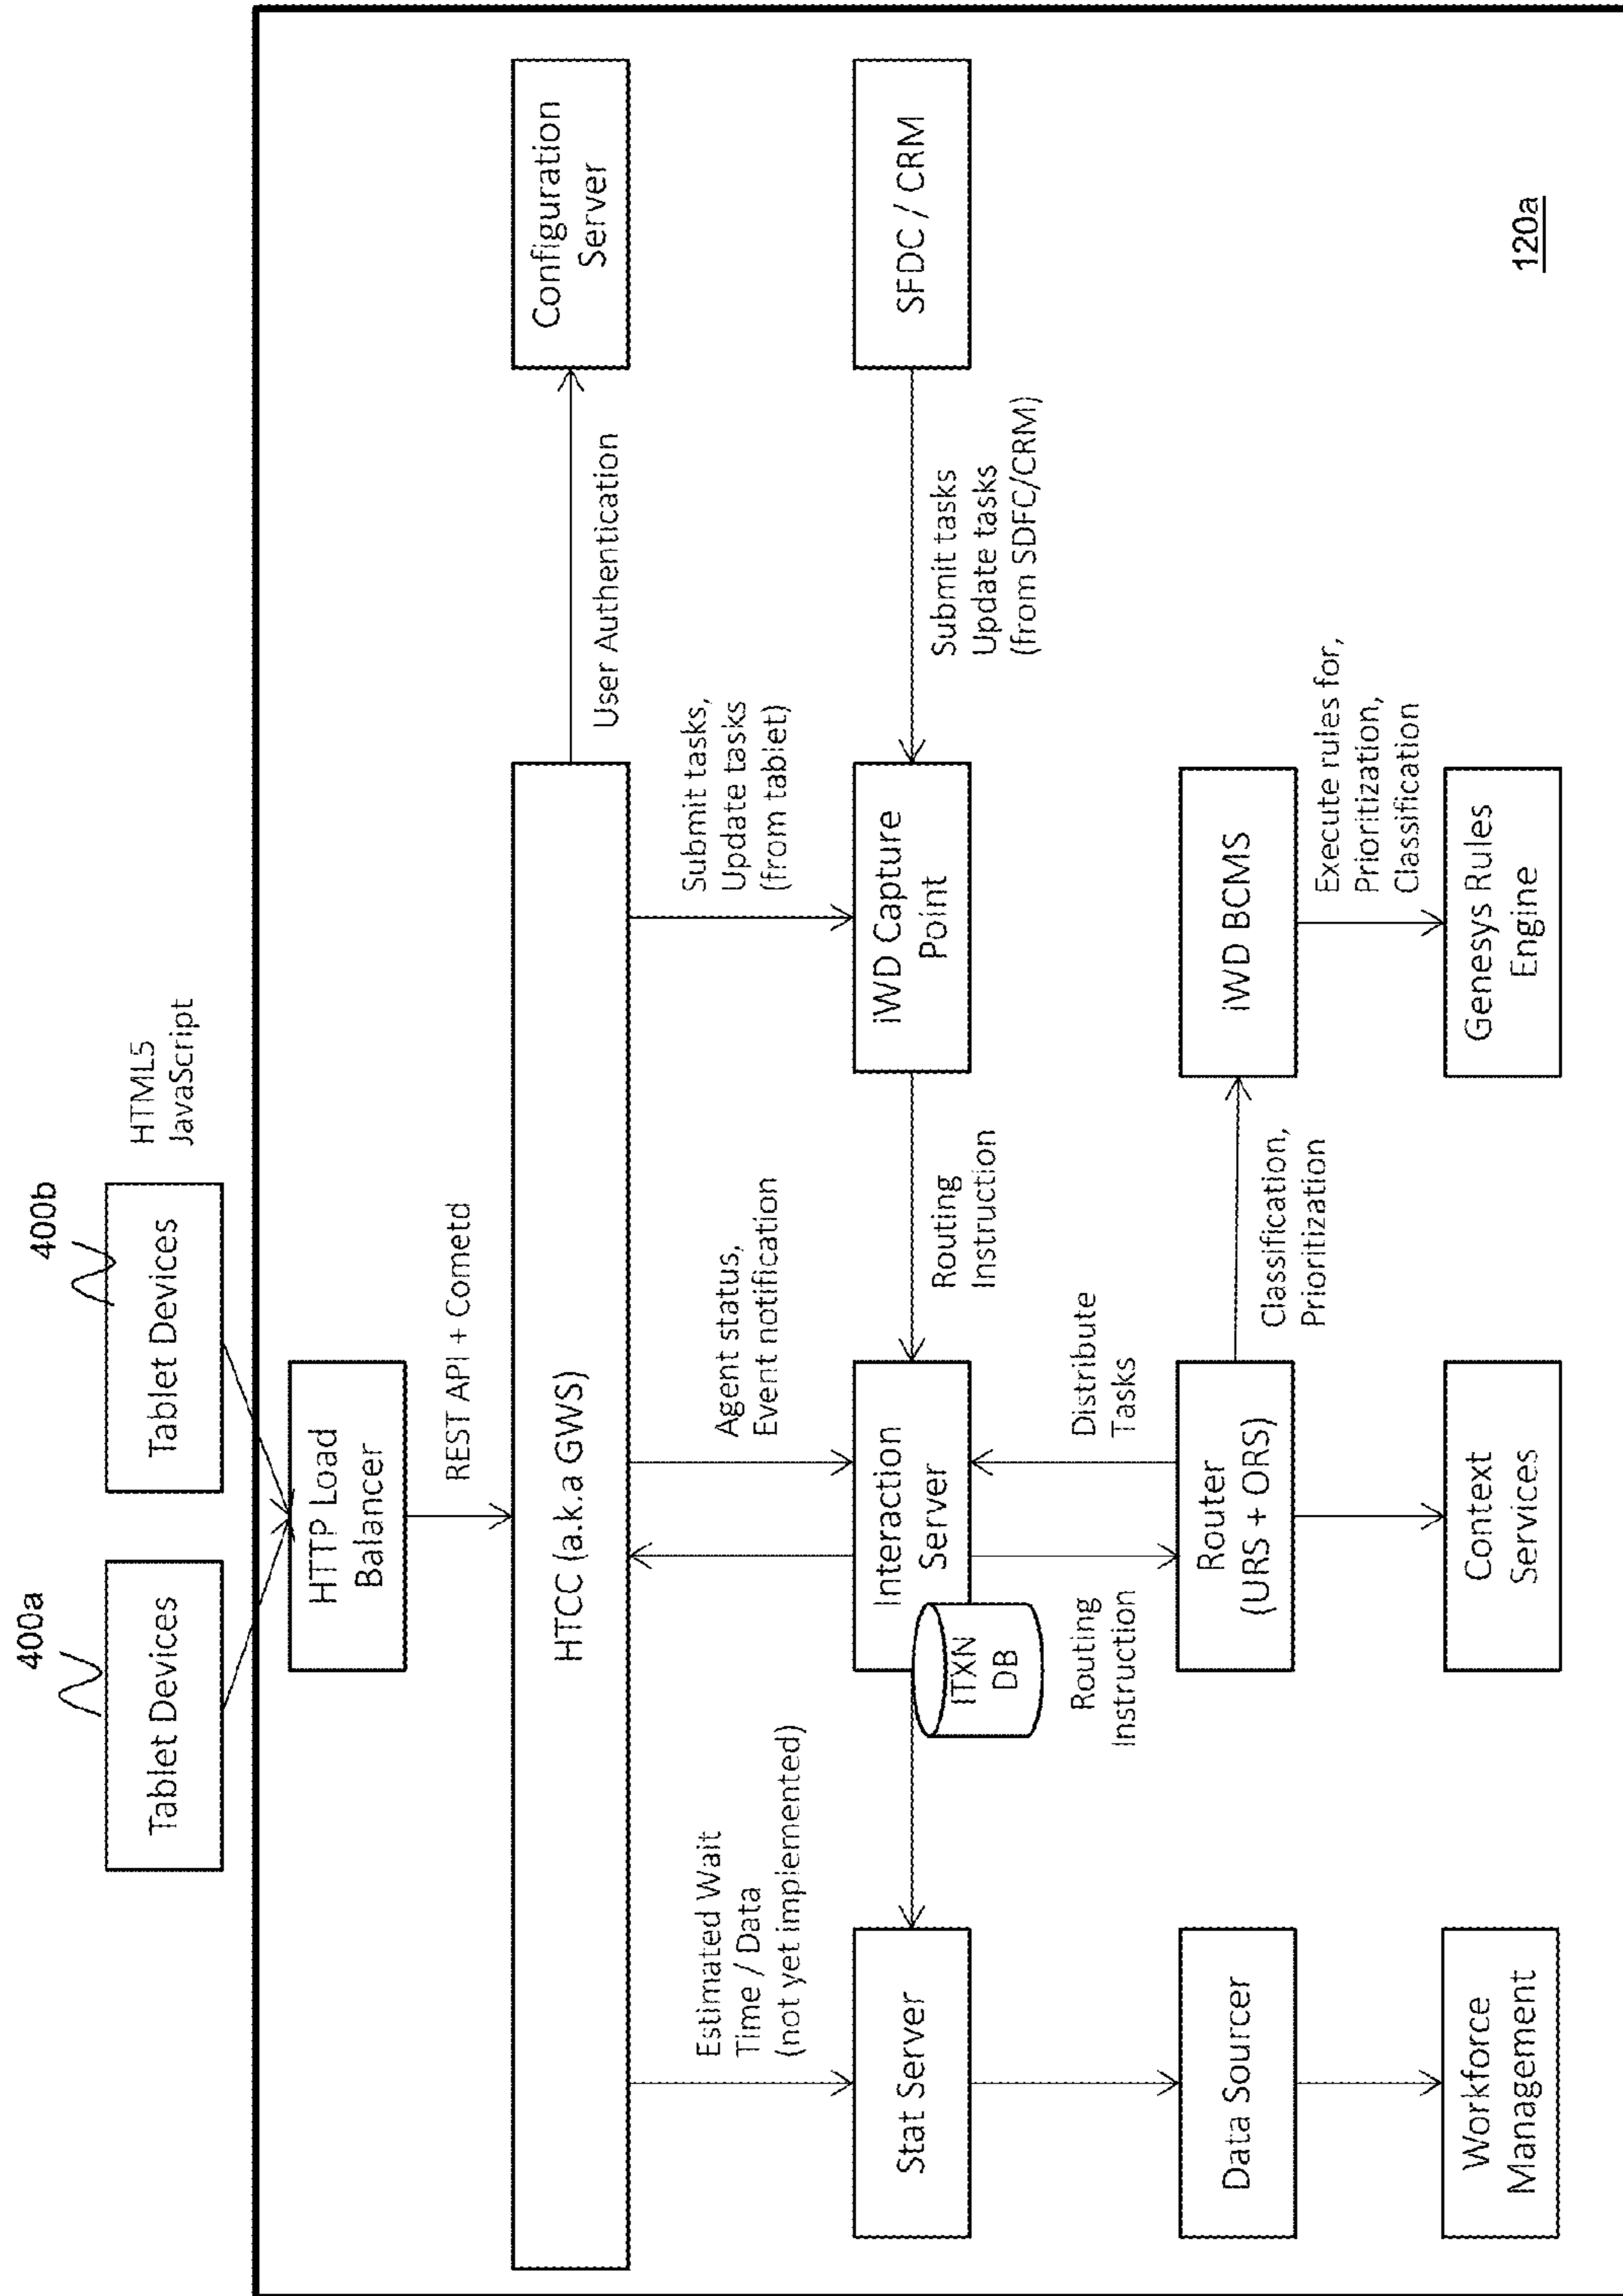 400a
400b
Tablet Devices
Tablet Devices
HTML5
JavaScript
HTTP Load
Balancer
REST API + Cometd
HTCC (a.k.a GWS)
User Authentication
Configuration
Server
Estimated Wait
Time / Data
(not yet implemented)
Agent status,
Event notification
Submit tasks,
Update tasks
(from tablet)
Stat Server
Interaction
Server
ITXN
DB
Routing
Instruction
iWD Capture
Point
Submit tasks
Update tasks
(from SDFC/CRM)
SFDC / CRM
Routing
Instruction
Distribute
Tasks
Data Sourcer
Router
(URS + ORS)
Classification,
Prioritization
iWD BCMS
Execute rules for,
Prioritization,
Classification
Workforce
Management
Context
Services
Genesys Rules
Engine
120a